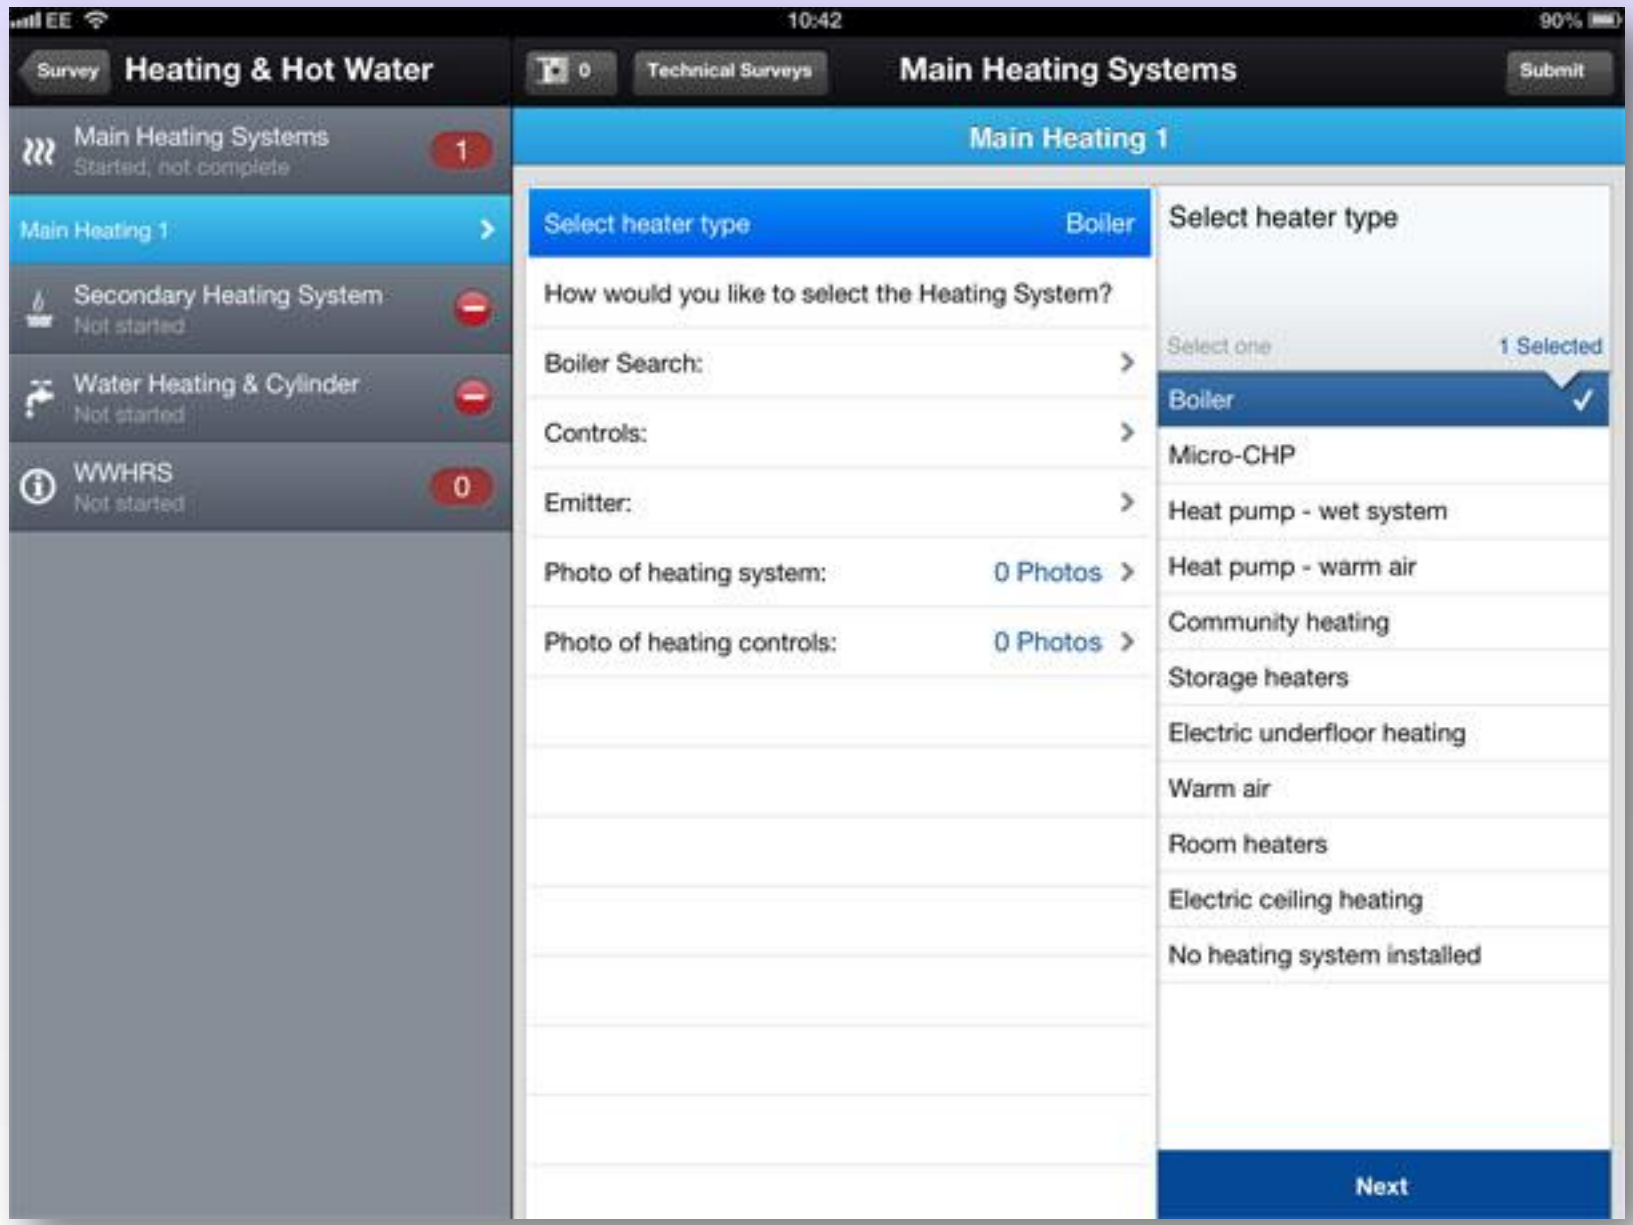 EE
10:42
90%
Survey
Heating & Hot Water
0
Technical Surveys
Main Heating Systems
Submit
Main Heating Systems
Started, not complete
1
Main Heating 1
Secondary Heating System
Not started
Water Heating & Cylinder
Not started
WWHRS
Not started
0
Main Heating 1
Select heater type Boiler
How would you like to select the Heating System?
Boiler Search:
Controls:
Emitter:
Photo of heating system: 0 Photos
Photo of heating controls: 0 Photos
Select heater type
Select one 1 Selected
Boiler
Micro-CHP
Heat pump - wet system
Heat pump - warm air
Community heating
Storage heaters
Electric underfloor heating
Warm air
Room heaters
Electric ceiling heating
No heating system installed
Next